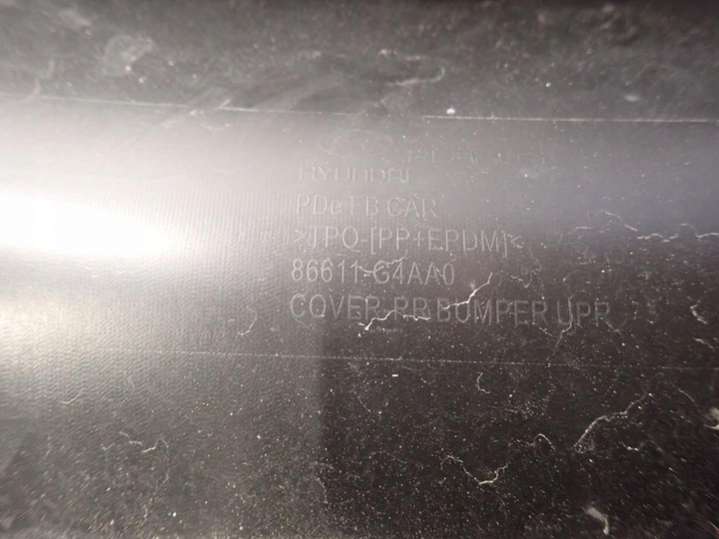 HYUNDAI
PDe FB CAR
>TPO-[PP+EPDM]<
86611-G4AA0
COVER-RR BUMPER UPR